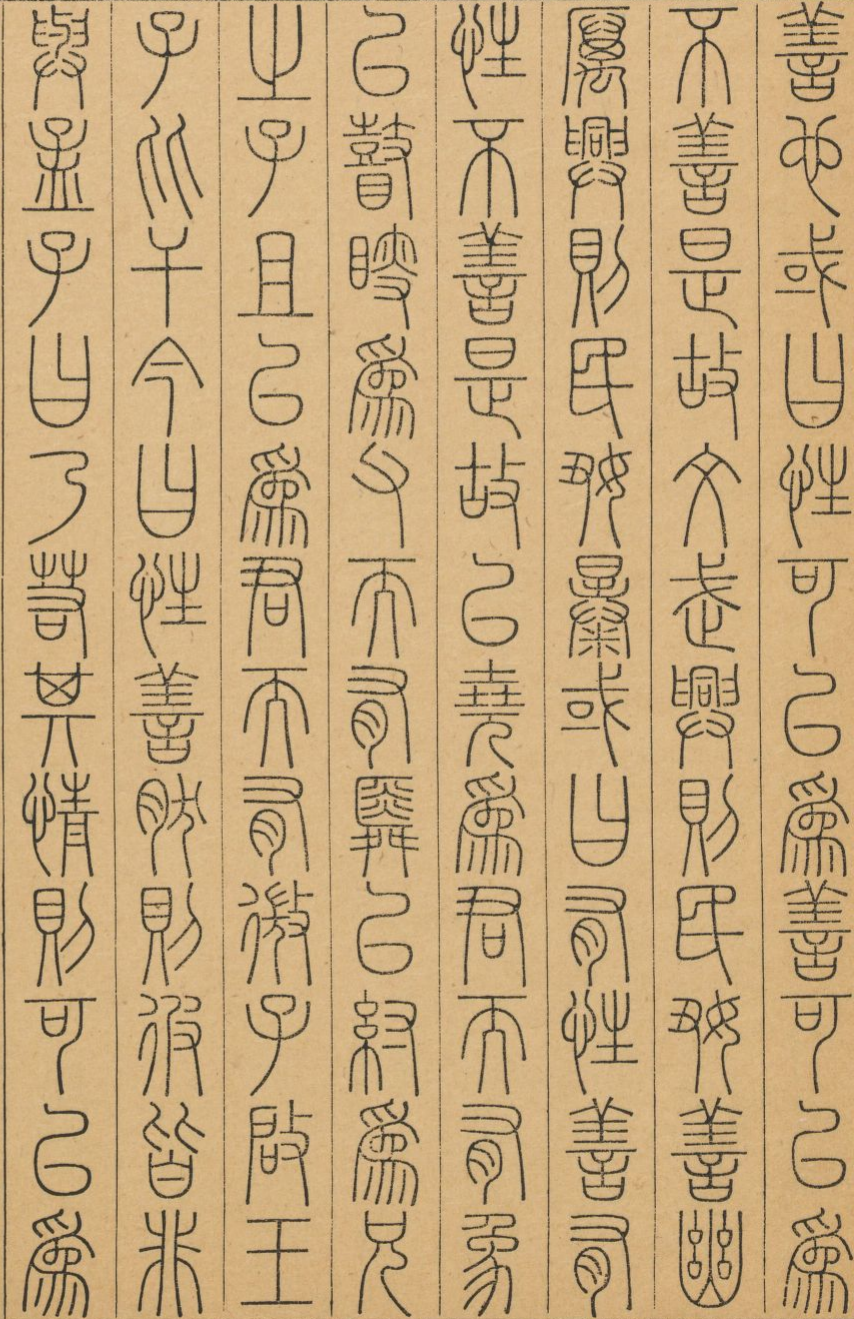 善也或曰性可以為善可以為
不善是故文武興則民好善幽
厲興則民好暴或曰有性善有
性不善是故以堯為君而有象
以瞽瞍為父而有舜以紂為兄
之子且以為君而有微子啟王
子比干今曰性善然則彼皆非
與孟子曰乃若其情則可以為